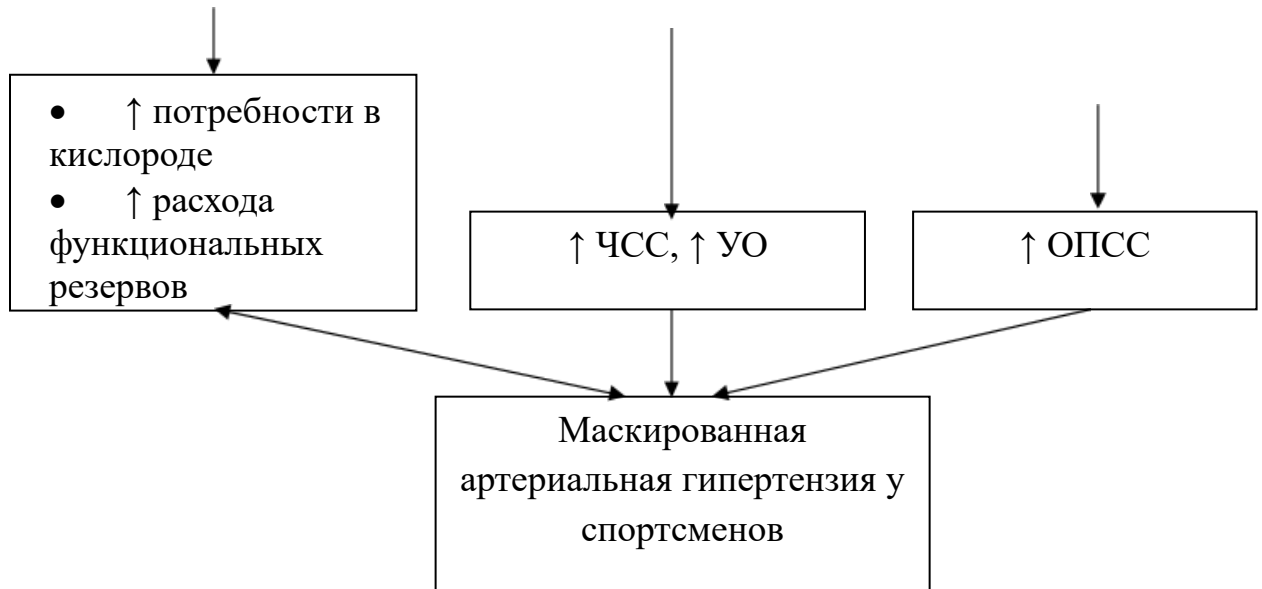 • ↑ потребности в
кислороде
• ↑ расхода
функциональных
резервов
↑ ЧСС, ↑ УО
↑ ОПСС
Маскированная
артериальная гипертензия у
спортсменов